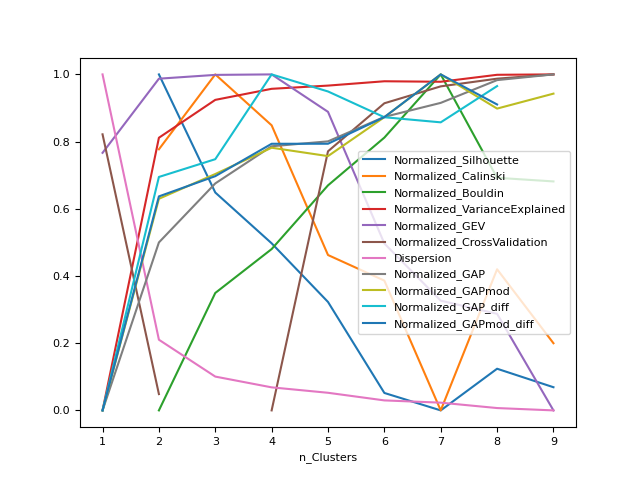 1.0
0.8
0.6
0.4
0.2
0.0
1 2 3 4 5 6 7 8 9
n_Clusters
Normalized_Silhouette
Normalized_Calinski
Normalized_Bouldin
Normalized_VarianceExplained
Normalized_GEV
Normalized_CrossValidation
Dispersion
Normalized_GAP
Normalized_GAPmod
Normalized_GAP_diff
Normalized_GAPmod_diff